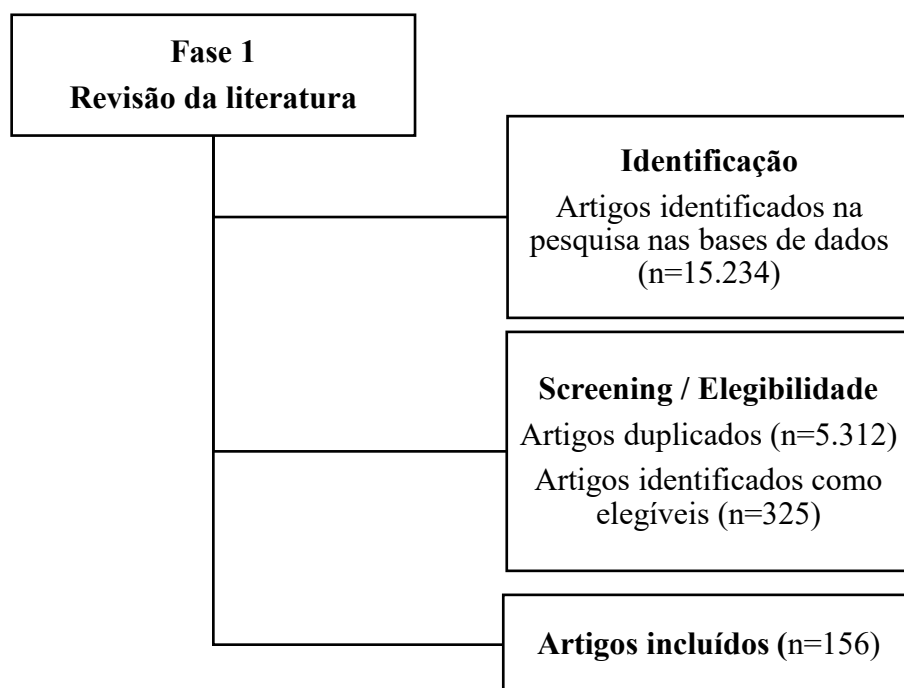 Fase 1
Revisão da literatura
Identificação
Artigos identificados na
pesquisa nas bases de dados
(n=15.234)
Screening / Elegibilidade
Artigos duplicados (n=5.312)
Artigos identificados como
elegíveis (n=325)
Artigos incluídos (n=156)